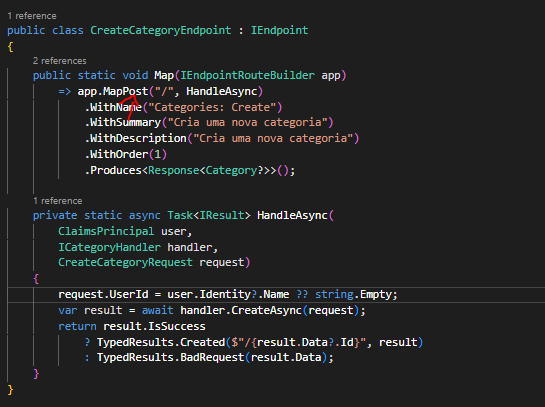 1 reference
public class CreateCategoryEndpoint : IEndpoint
{
2 references
public static void Map(IEndpointRouteBuilder app)
=> app.MapPost("/", HandleAsync)
.WithName("Categories: Create")
.WithSummary("Cria uma nova categoria")
.WithDescription("Cria uma nova categoria")
.WithOrder(1)
.Produces<Response<Category?>>();
1 reference
private static async Task<IResult> HandleAsync(
ClaimsPrincipal user,
ICategoryHandler handler,
CreateCategoryRequest request)
{
request.UserId = user.Identity?.Name ?? string.Empty;
var result = await handler.CreateAsync(request);
return result.IsSuccess
? TypedResults.Created($"/{result.Data?.Id}", result)
: TypedResults.BadRequest(result.Data);
}
}